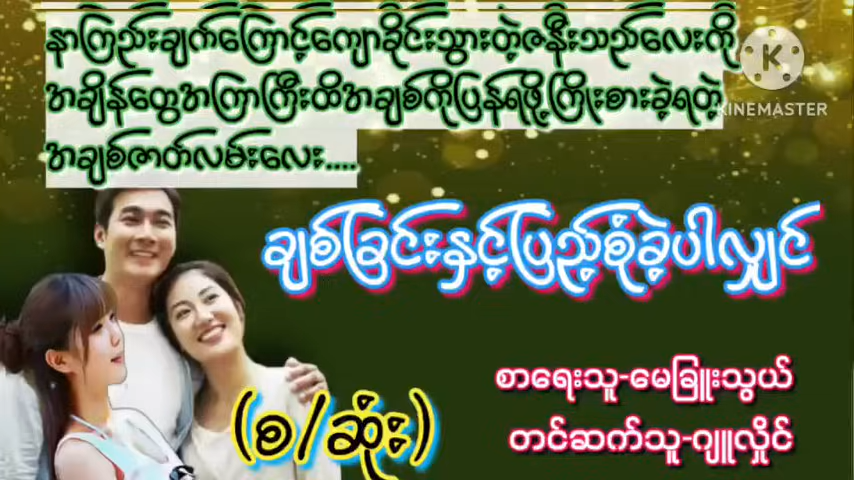 နာကြည်းချက်ကြောင့်ကျောခိုင်းသွားတဲ့ဇနီးသည်လေးကို
အချိန်တွေအကြာကြီးထိအချစ်ကိုပြန်ရဖို့ကြိုးစားခဲ့ရတဲ့
အချစ်ဇာတ်လမ်းလေး....
K
KINEMASTER
ချစ်ခြင်းနှင့်ပြည့်စုံခဲ့ပါလျှင်
စာရေးသူ-မေခြူးသွယ်
(စ/ဆုံး)
တင်ဆက်သူ-ဂျူလှိုင်